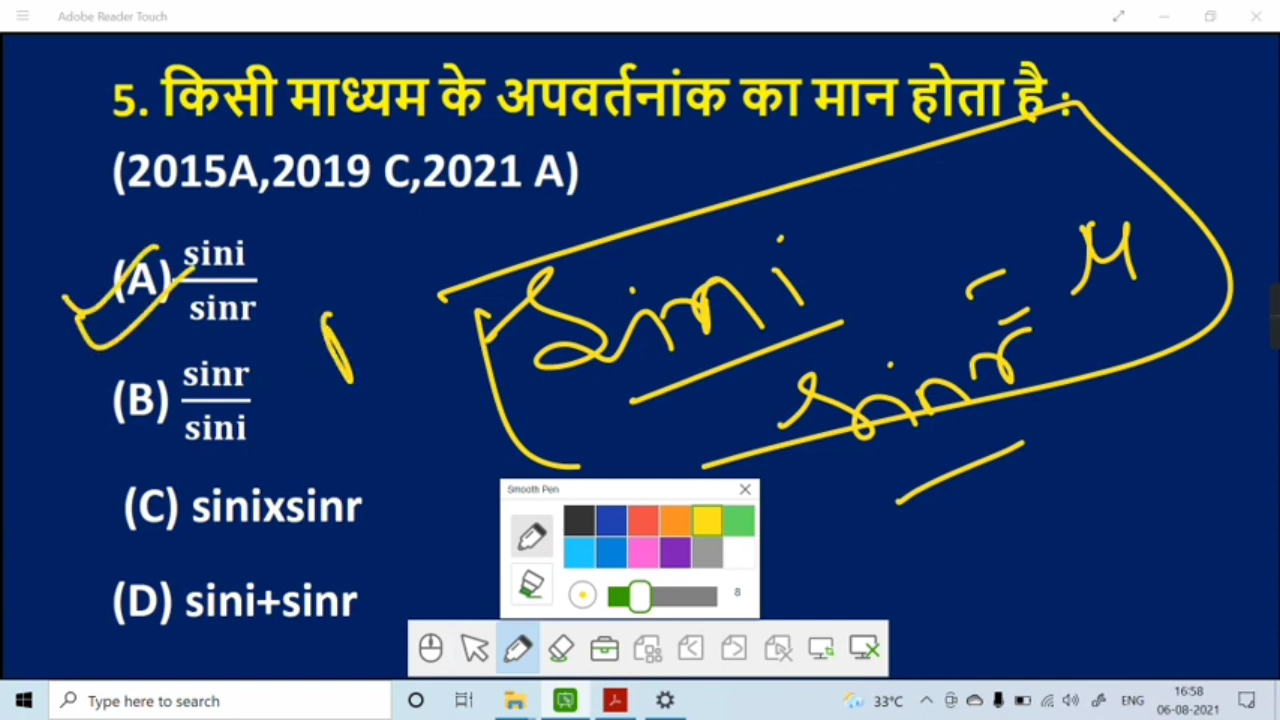 Adobe Reader Touch
5. किसी माध्यम के अपवर्तनांक का मान होता है :
(2015A,2019 C,2021 A)
(A) sini
sinr
(B) sinr
sini
(C) sinixsinr
(D) sini+sinr
Sini
sinr
= μ
Smooth Pen
8
Type here to search
33°C
ENG
16:58
06-08-2021